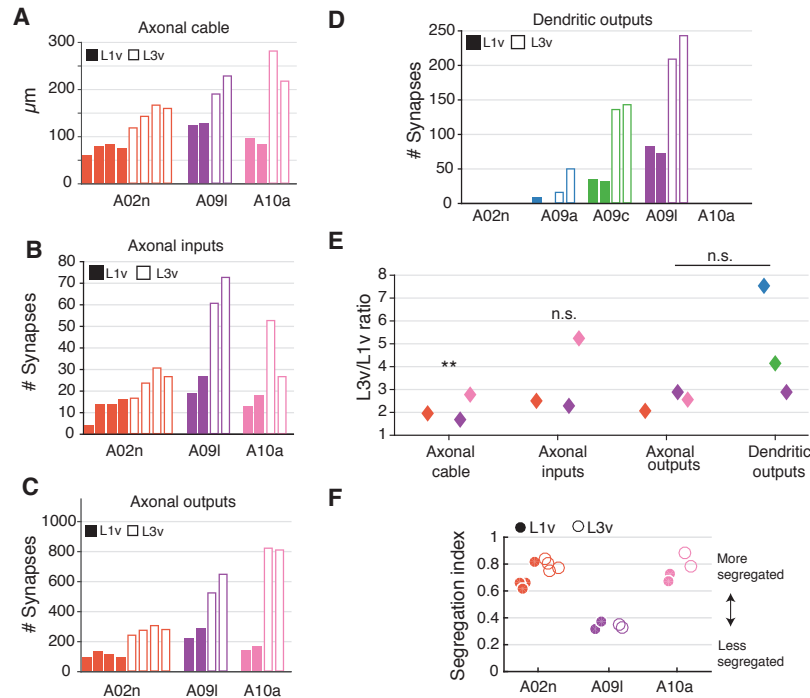 A
Axonal cable
L1v L3v
µm
300
200
100
0
A02n A09l A10a
B
Axonal inputs
L1v L3v
# Synapses
80
70
60
50
40
30
20
10
0
A02n A09l A10a
C
Axonal outputs
L1v L3v
# Synapses
1000
800
600
400
200
0
A02n A09l A10a
D
Dendritic outputs
L1v L3v
# Synapses
250
200
150
100
50
0
A02n A09a A09c A09l A10a
E
L3v/L1v ratio
8
7
6
5
4
3
2
1
**
n.s.
n.s.
Axonal cable
Axonal inputs
Axonal outputs
Dendritic outputs
F
L1v L3v
Segregation index
1
0.8
0.6
0.4
0.2
0
A02n A09l A10a
More
segregated
Less
segregated